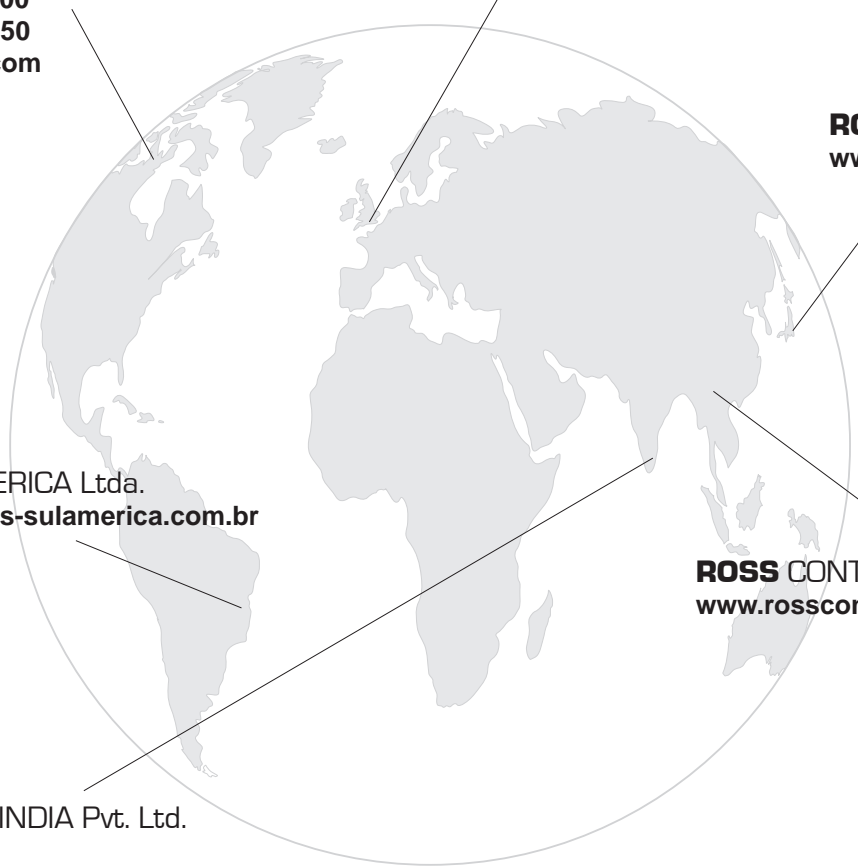 00
50
com
RO
ww
ERICA Ltda.
s-sulamerica.com.br
ROSS CONT
www.rosscon
INDIA Pvt. Ltd.